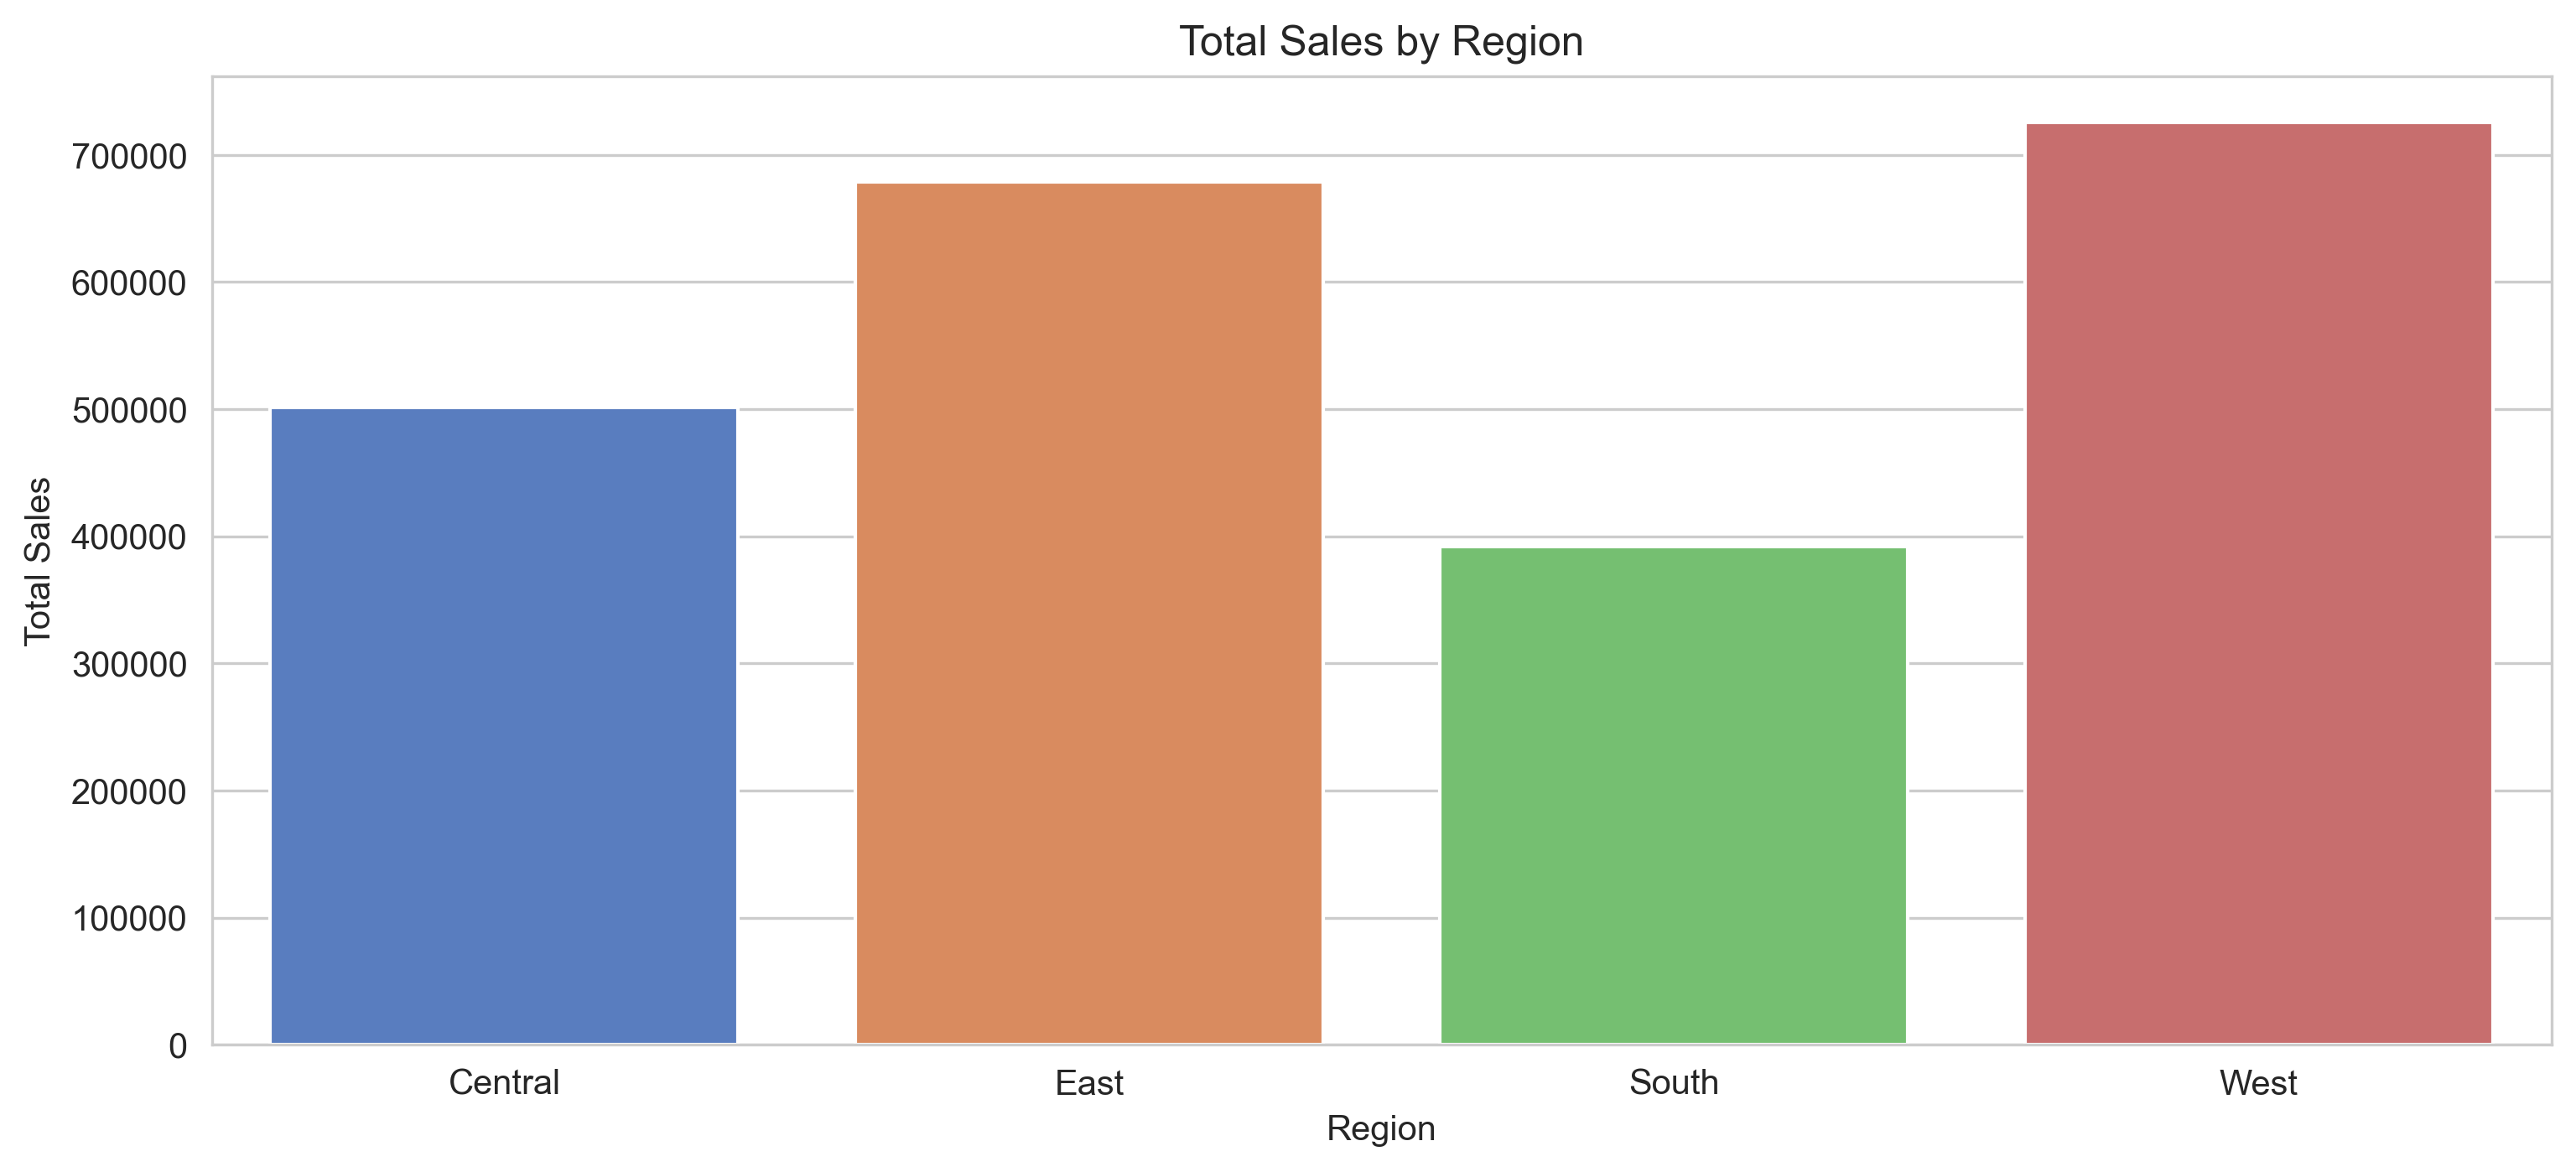 Total Sales by Region
Total Sales
700000
600000
500000
400000
300000
200000
100000
0
Central
East
South
West
Region